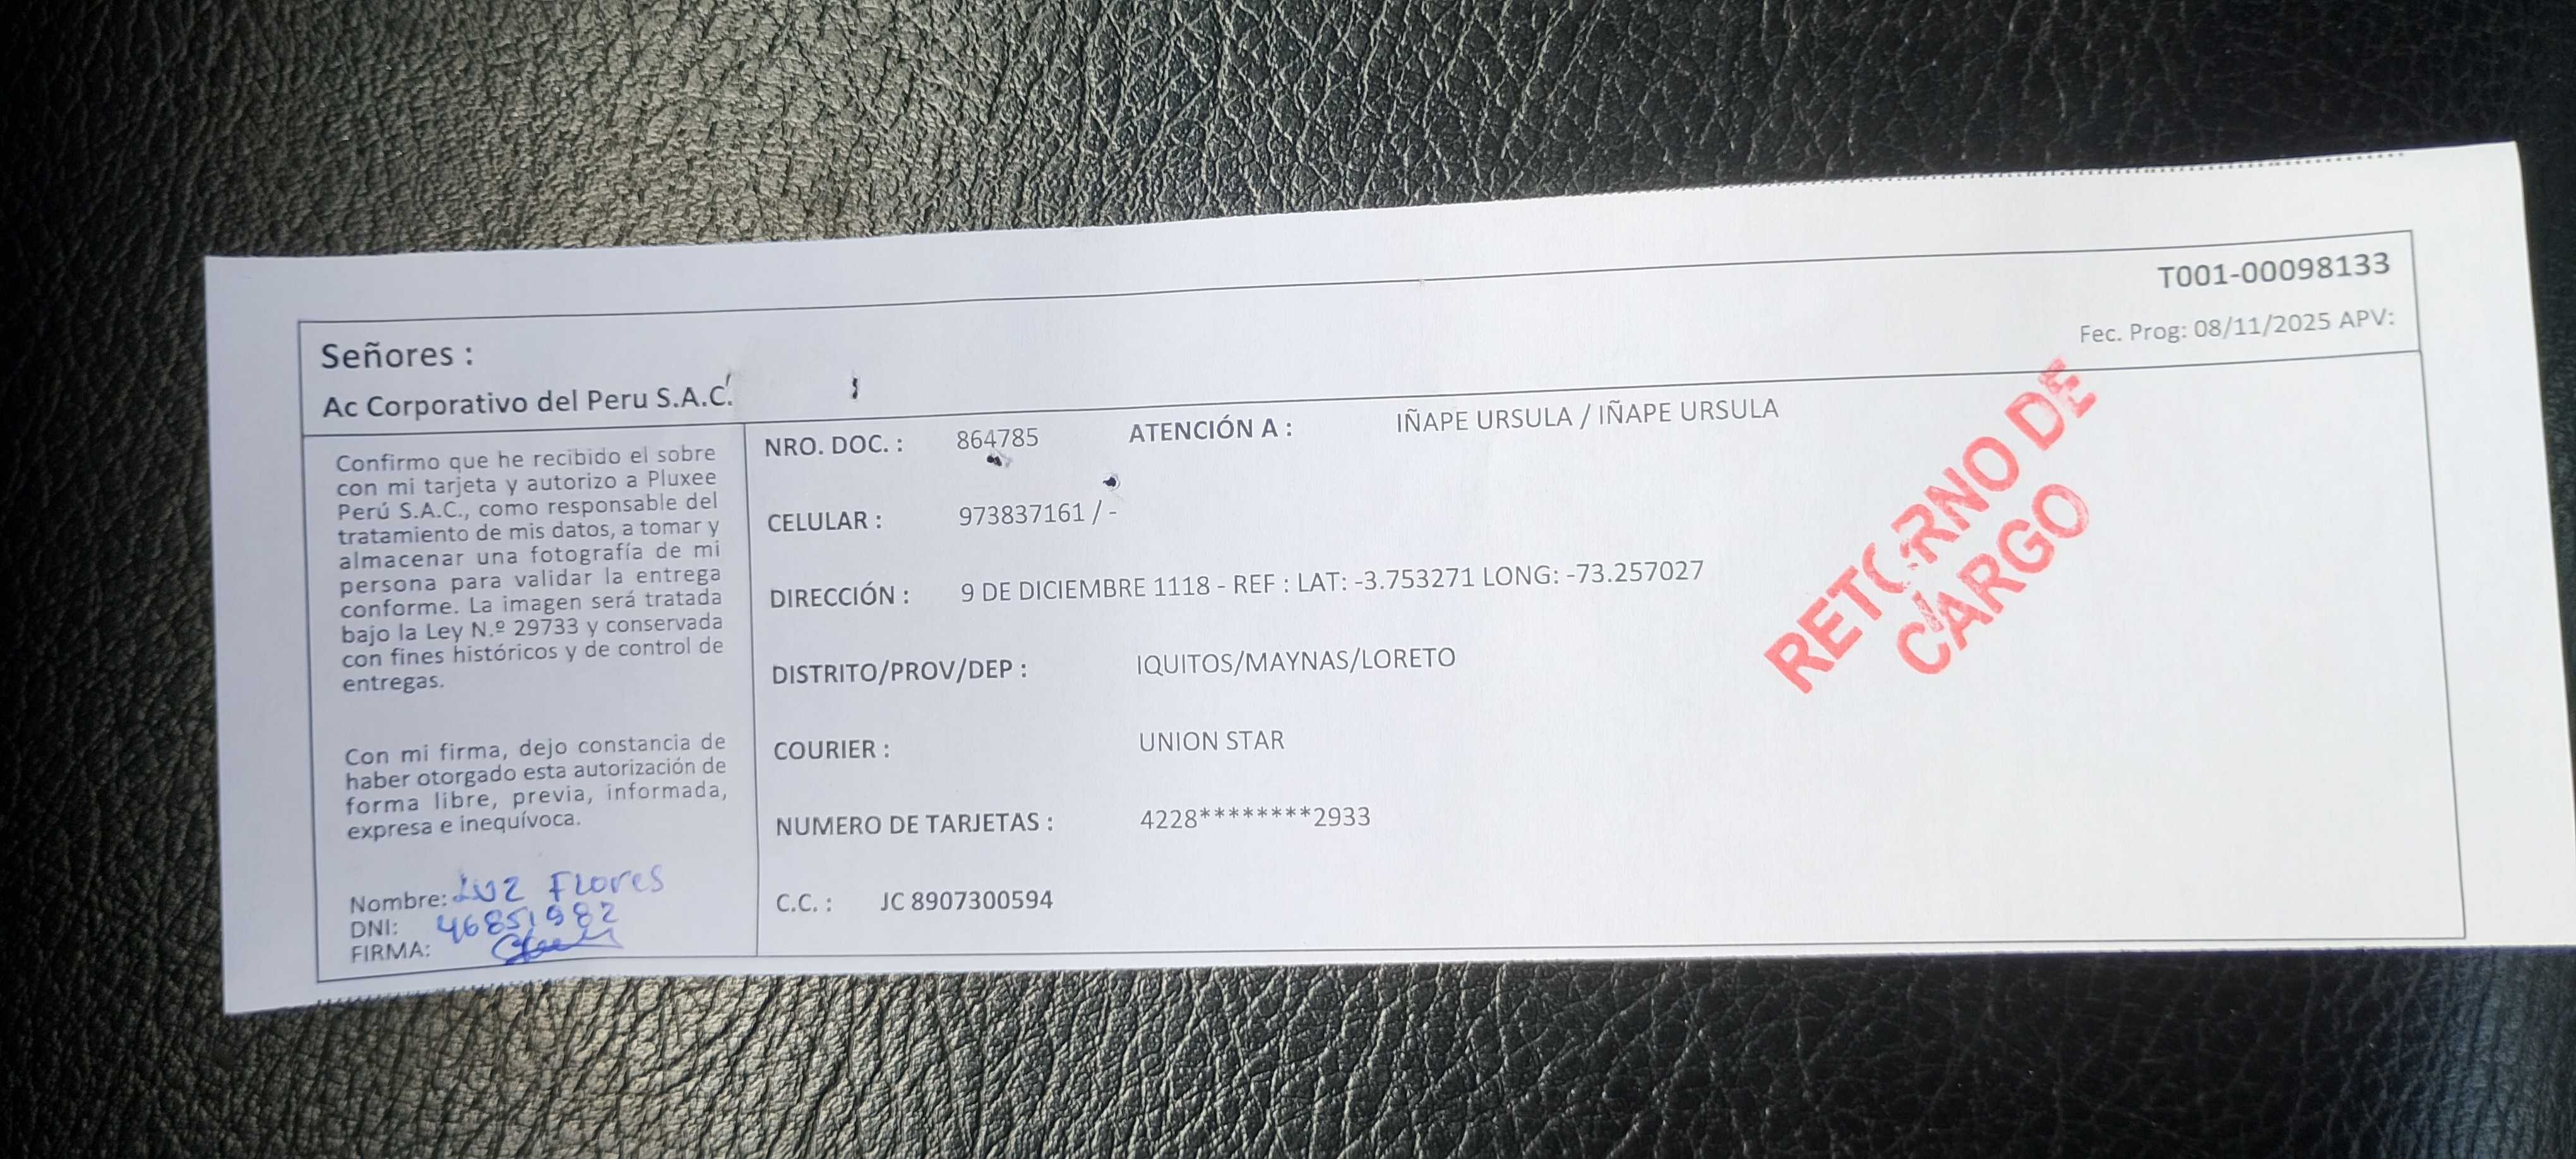 T001-00098133
Fec. Prog: 08/11/2025 APV:
Señores :
Ac Corporativo del Peru S.A.C.
Confirmo que he recibido el sobre
con mi tarjeta y autorizo a Pluxee
Perú S.A.C., como responsable del
tratamiento de mis datos, a tomar y
almacenar una fotografía de mi
persona para validar la entrega
conforme. La imagen será tratada
bajo la Ley N.º 29733 y conservada
con fines históricos y de control de
entregas.
Con mi firma, dejo constancia de
haber otorgado esta autorización de
forma libre, previa, informada,
expresa e inequívoca.
Nombre: Luz Flores
DNI: 46851982
FIRMA:
NRO. DOC. : 864785 ATENCIÓN A : IÑAPE URSULA / IÑAPE URSULA
CELULAR : 973837161 / -
DIRECCIÓN : 9 DE DICIEMBRE 1118 - REF : LAT: -3.753271 LONG: -73.257027
DISTRITO/PROV/DEP : IQUITOS/MAYNAS/LORETO
COURIER : UNION STAR
NUMERO DE TARJETAS : 4228********2933
C.C. : JC 8907300594
RETORNO DE
CARGO